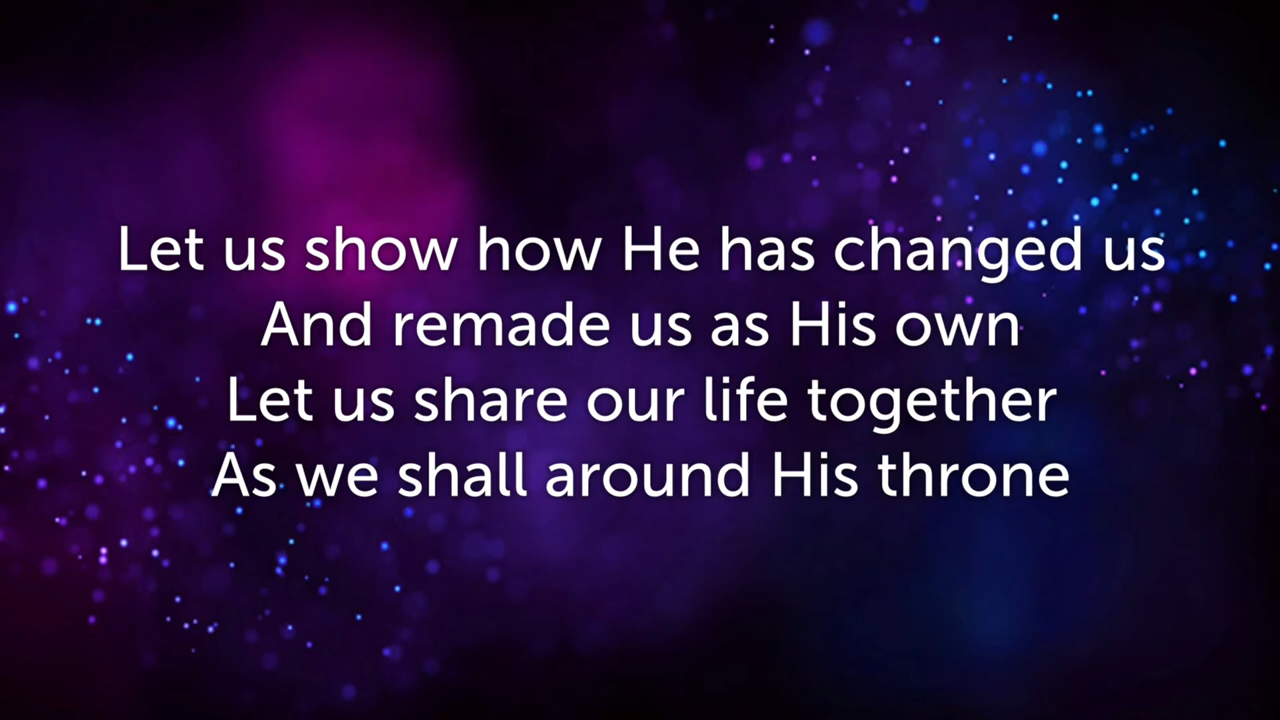 Let us show how He has changed us
And remade us as His own
Let us share our life together
As we shall around His throne